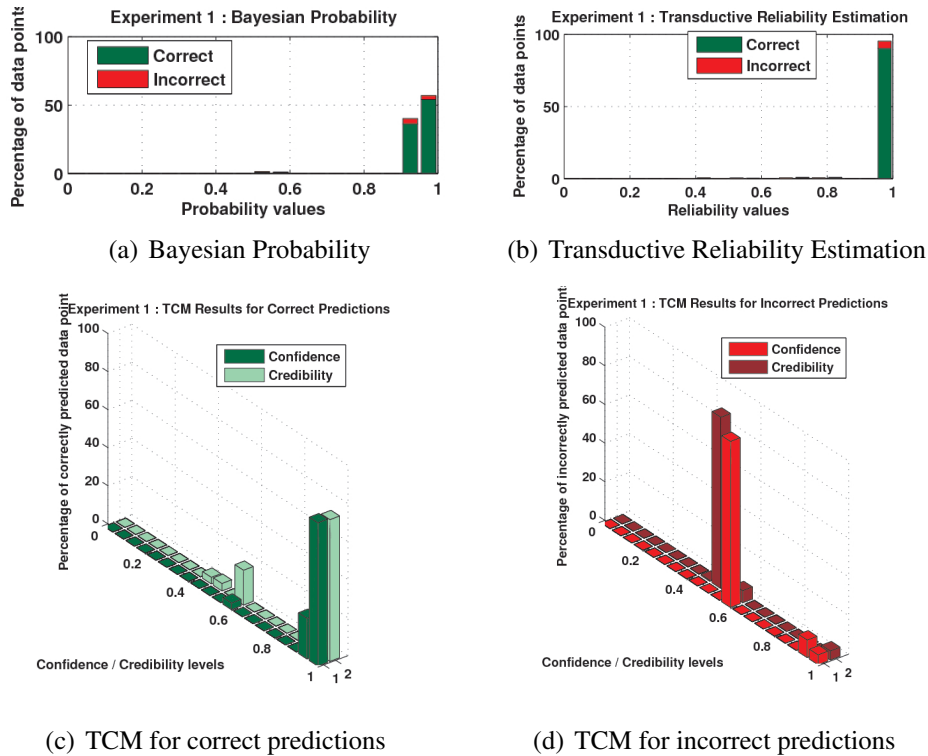 Experiment 1 : Bayesian Probability
Percentage of data points
100
50
0
Correct
Incorrect
0 0.2 0.4 0.6 0.8 1
Probability values
(a) Bayesian Probability
Experiment 1 : Transductive Reliability Estimation
Percentage of data points
100
50
0
Correct
Incorrect
0 0.2 0.4 0.6 0.8 1
Reliability values
(b) Transductive Reliability Estimation
Experiment 1 : TCM Results for Correct Predictions
Percentage of correctly predicted data points
100
80
60
40
20
0
Confidence
Credibility
0 0.2 0.4 0.6 0.8 1
1 2
Confidence / Credibility levels
(c) TCM for correct predictions
Experiment 1 : TCM Results for Incorrect Predictions
Percentage of incorrectly predicted data points
100
80
60
40
20
0
Confidence
Credibility
0 0.2 0.4 0.6 0.8 1
1 2
Confidence / Credibility levels
(d) TCM for incorrect predictions